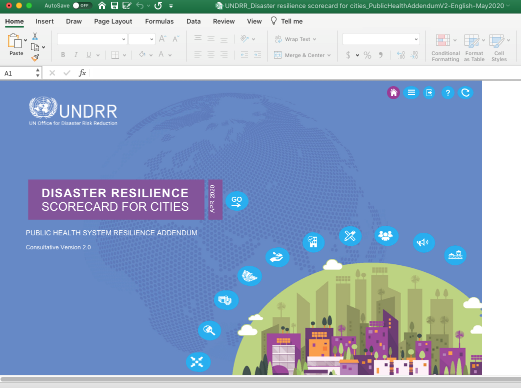 AutoSave OFF
UNDRR_Disaster resilience scorecard for cities_PublicHealthAddendumV2-English-May2020
Home Insert Draw Page Layout Formulas Data Review View Tell me
Paste
B I U
Wrap Text
Merge & Center
$ % 9
Conditional Formatting
Format as Table
Cell Styles
A1
fx
UNDRR
UN Office for Disaster Risk Reduction
DISASTER RESILIENCE
SCORECARD FOR CITIES
APR 2020
GO
PUBLIC HEALTH SYSTEM RESILIENCE ADDENDUM
Consultative Version 2.0